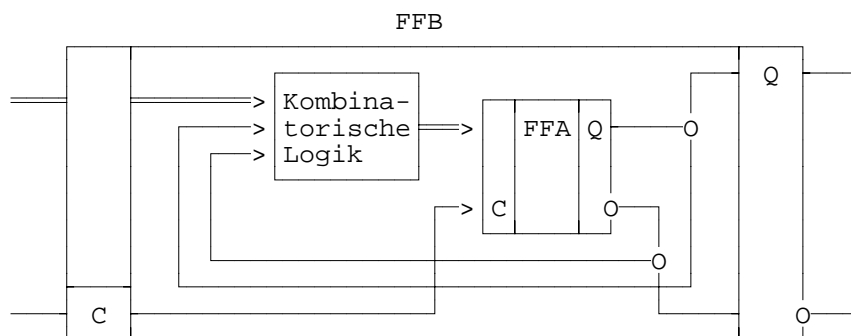 FFB
Q
Kombina-
torische
Logik
FFA Q
C
C